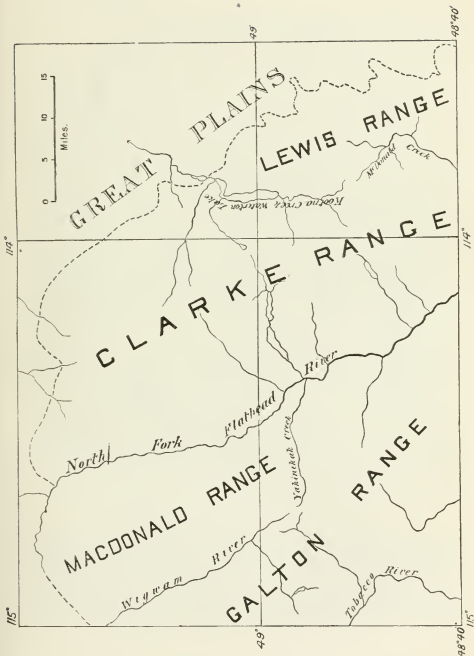 115°
114°
49°
48°40'
0 5 10 15
Miles.
GREAT PLAINS
LEWIS RANGE
McDonald Creek
Kootna Creek Waterton Lake
CLARKE RANGE
114°
North Fork Flathead River
Yakinikak Creek
MACDONALD RANGE
Wigwam River
GALTON RANGE
Tobacco River
49°
48°40'
115°